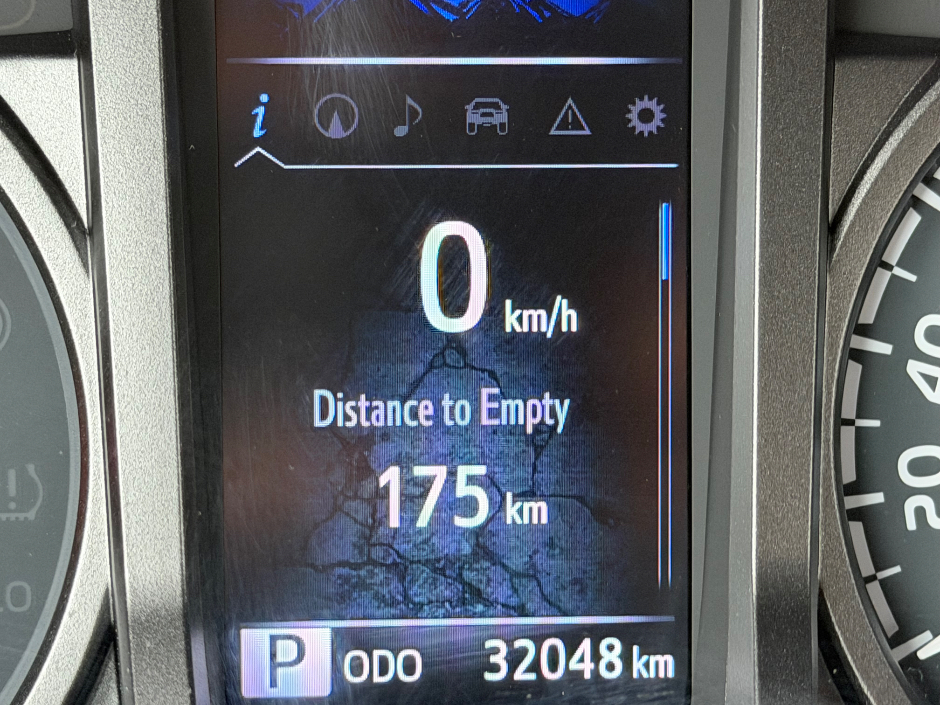 i
0 km/h
Distance to Empty
175 km
P ODO 32048 km
40
20